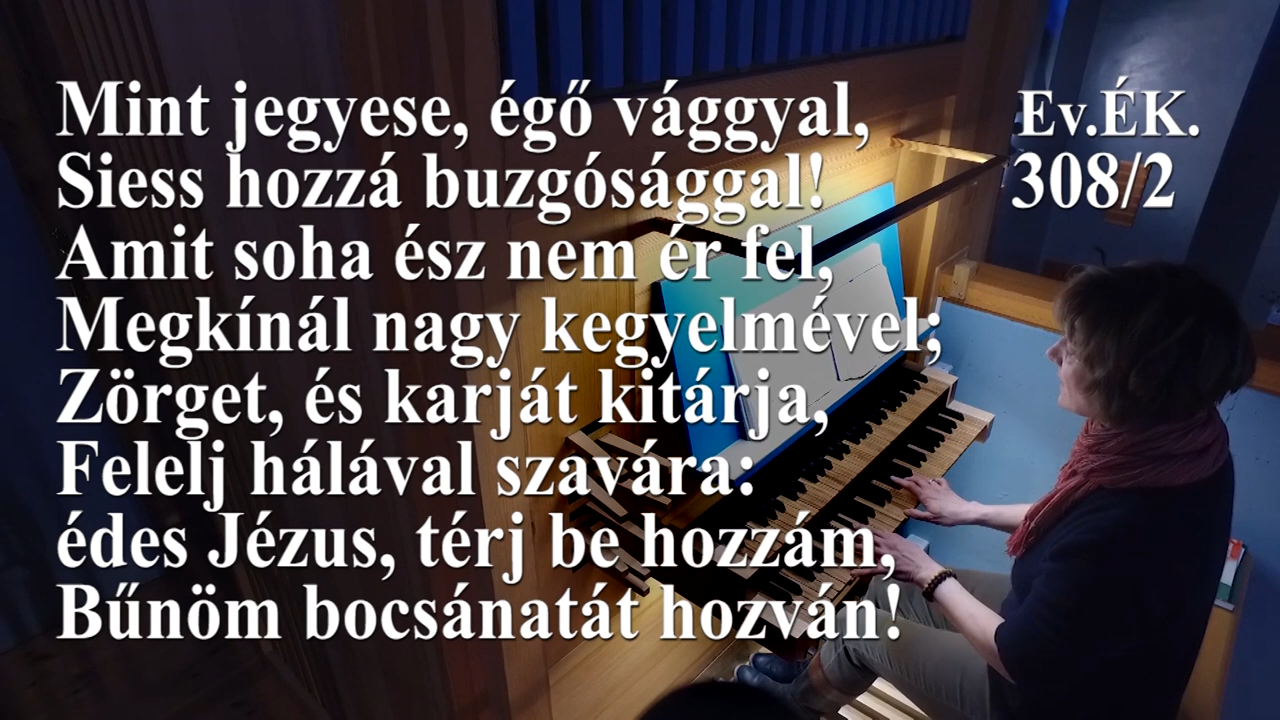 Mint jegyese, égő vággyal,
Siess hozzá buzgósággal!
Amit soha ész nem ér fel,
Megkínál nagy kegyelmével;
Zörget, és karját kitárja,
Felelj hálával szavára:
édes Jézus, térj be hozzám,
Bűnöm bocsánatát hozván!
Ev.ÉK.
308/2